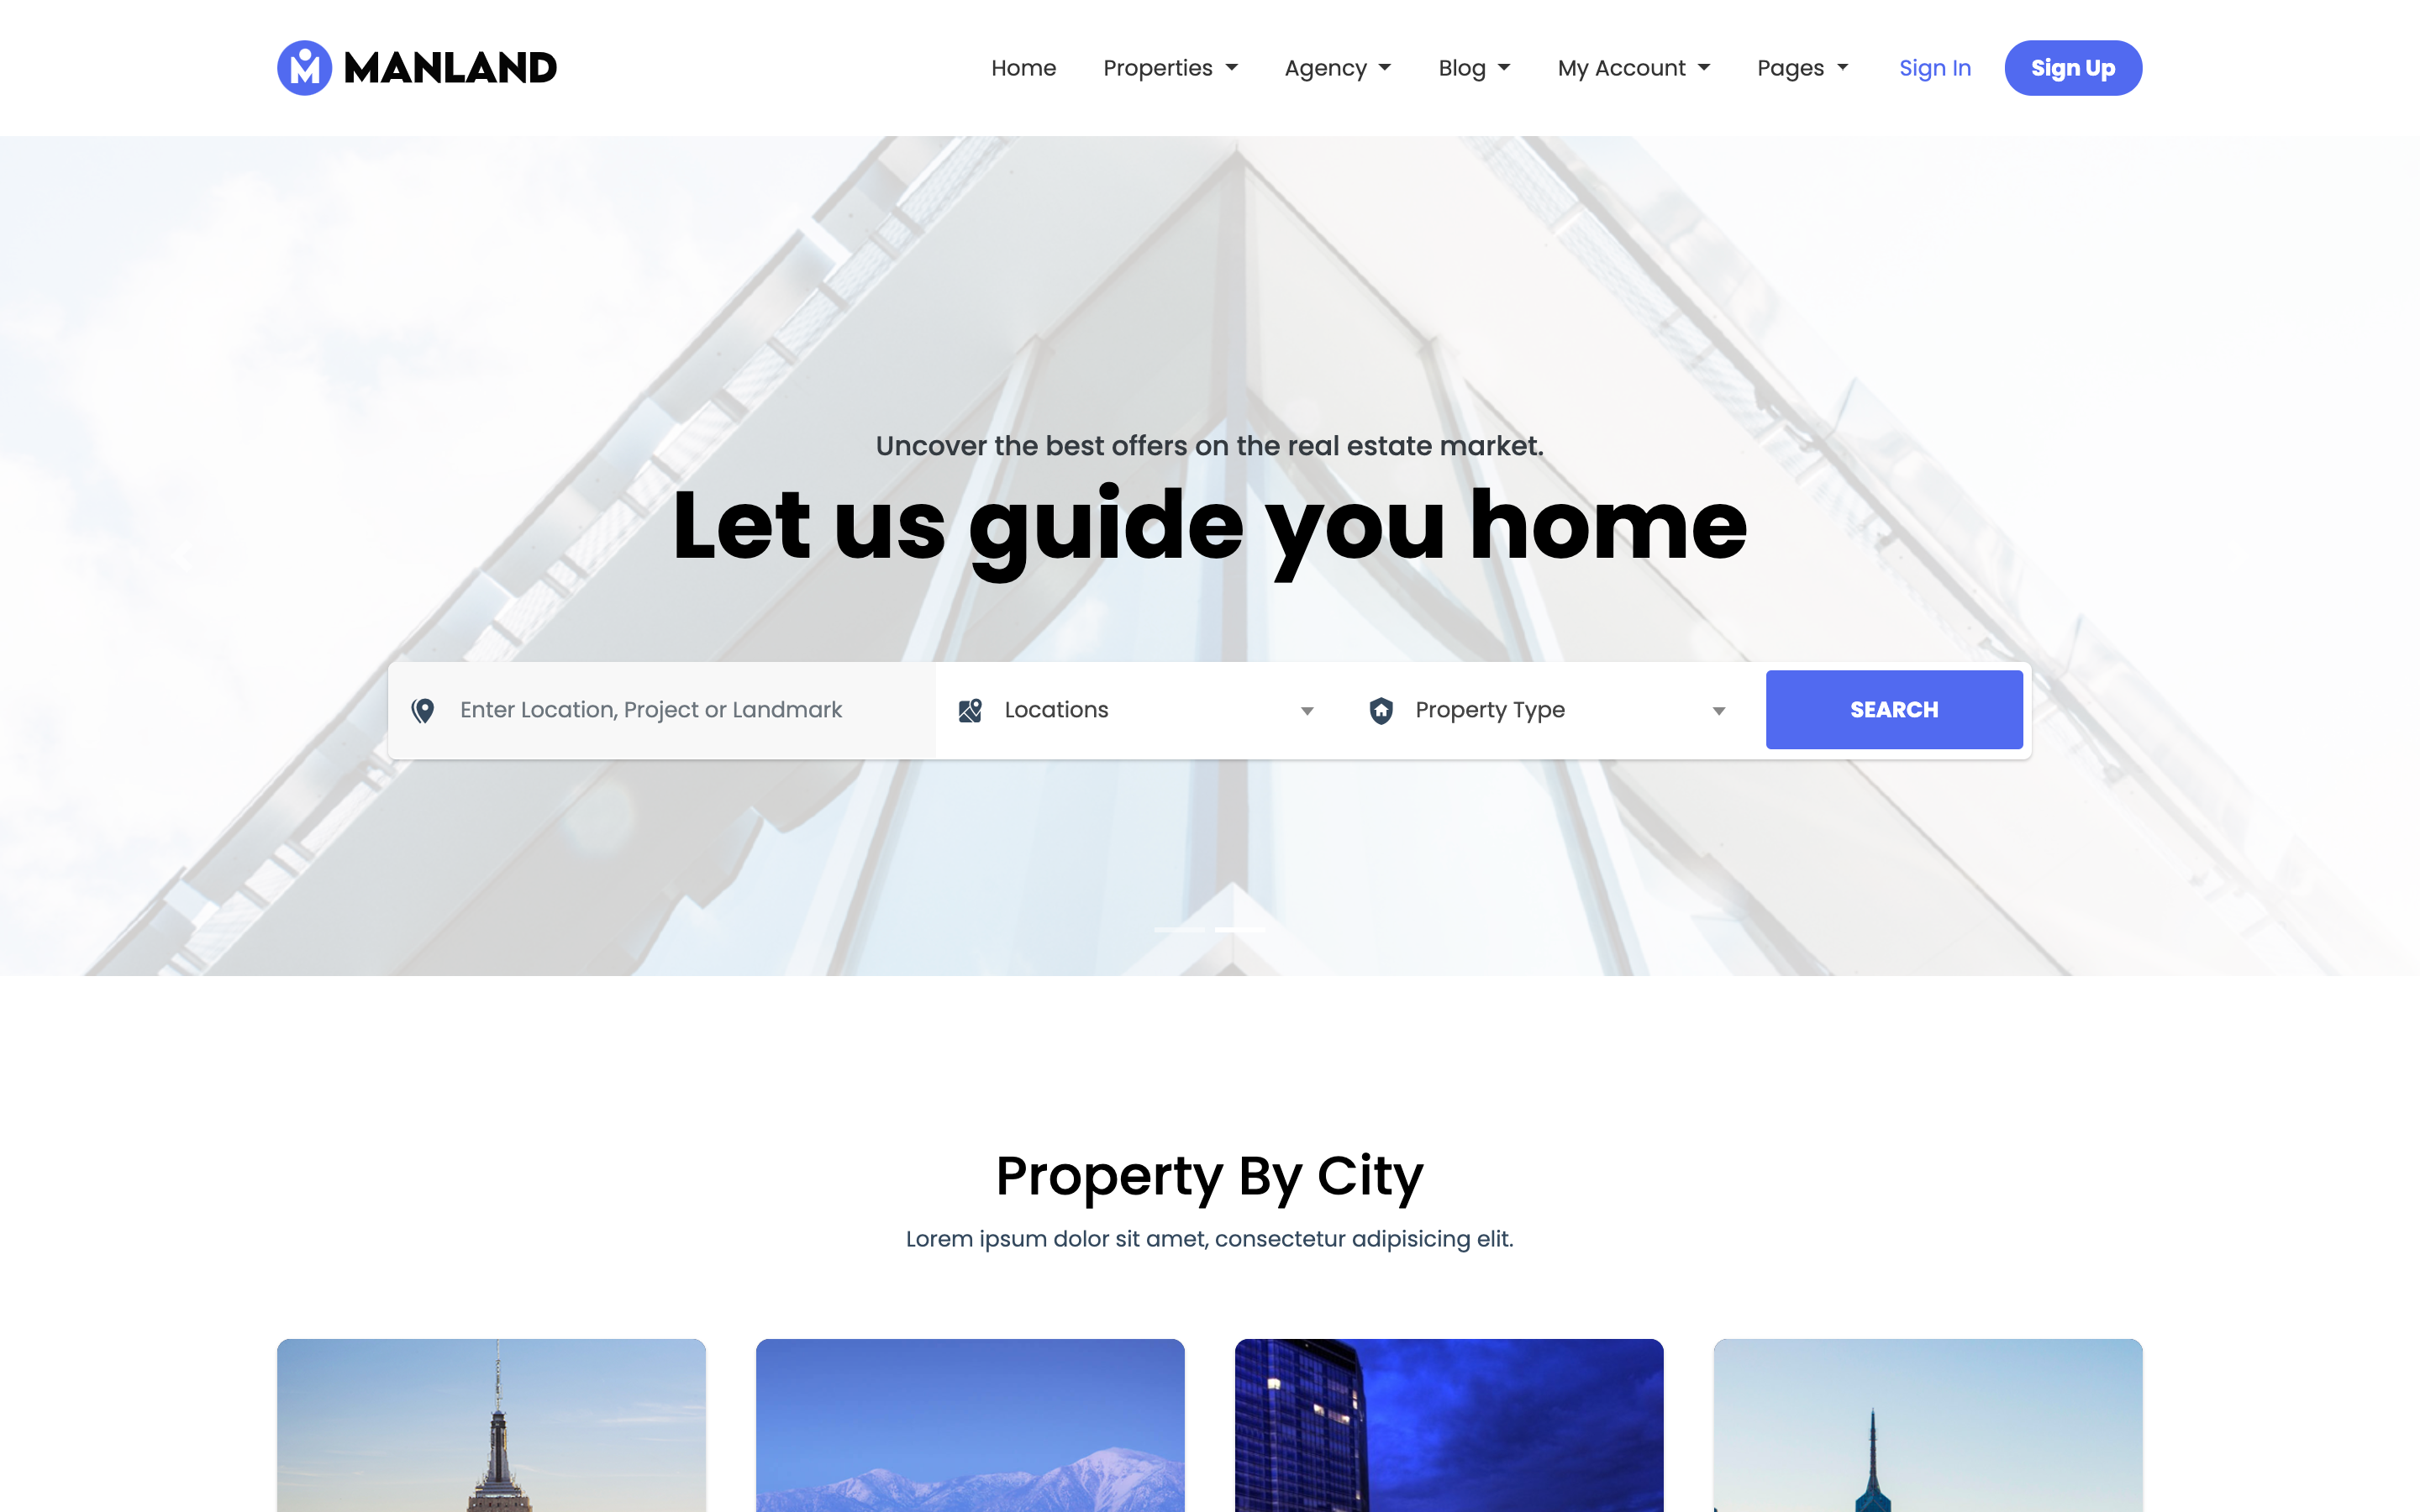 MANLAND
Home Properties Agency Blog My Account Pages Sign In Sign Up
Uncover the best offers on the real estate market.
Let us guide you home
Enter Location, Project or Landmark Locations Property Type SEARCH
Property By City
Lorem ipsum dolor sit amet, consectetur adipisicing elit.